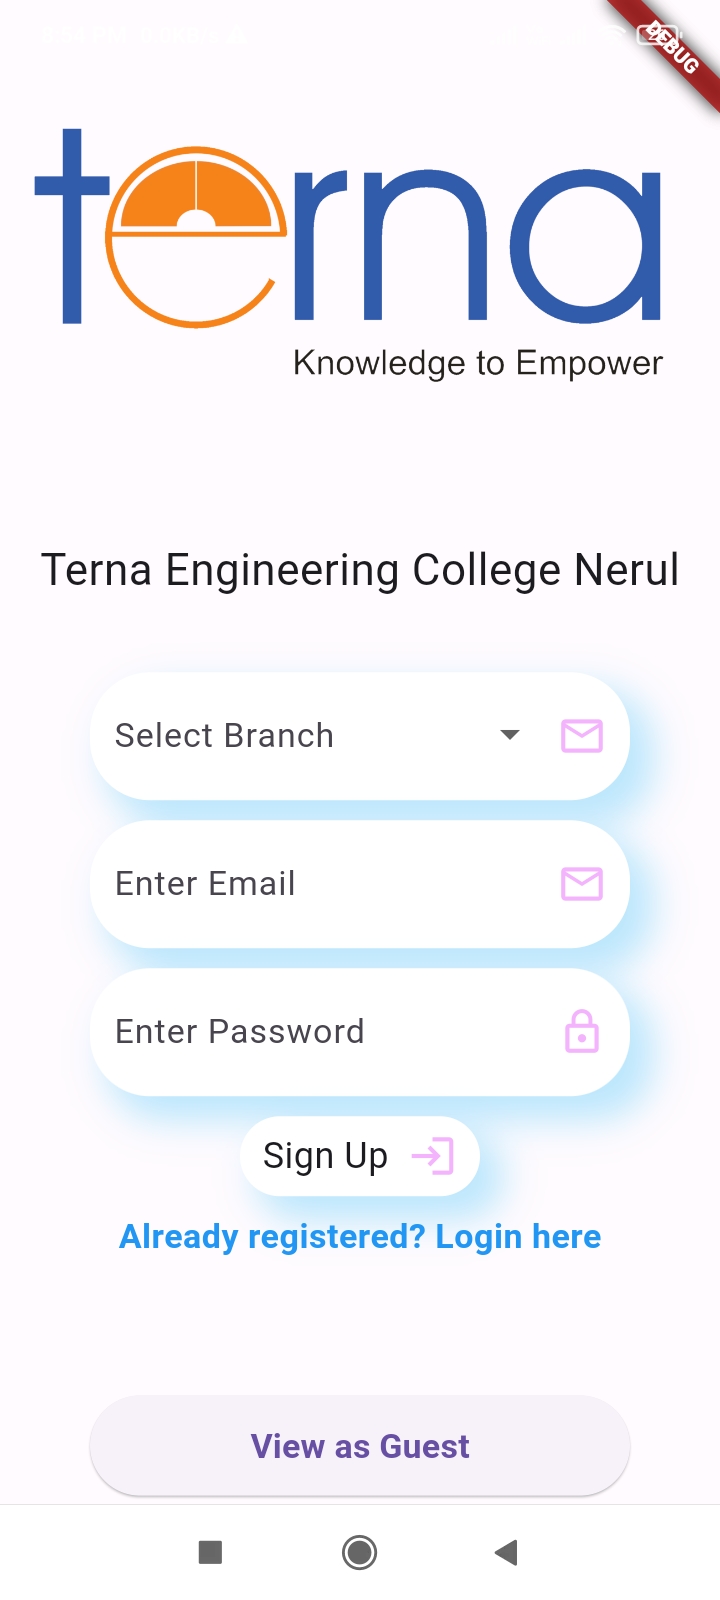 DEBUG
terna
Knowledge to Empower
Terna Engineering College Nerul
Select Branch
Enter Email
Enter Password
Sign Up
Already registered? Login here
View as Guest